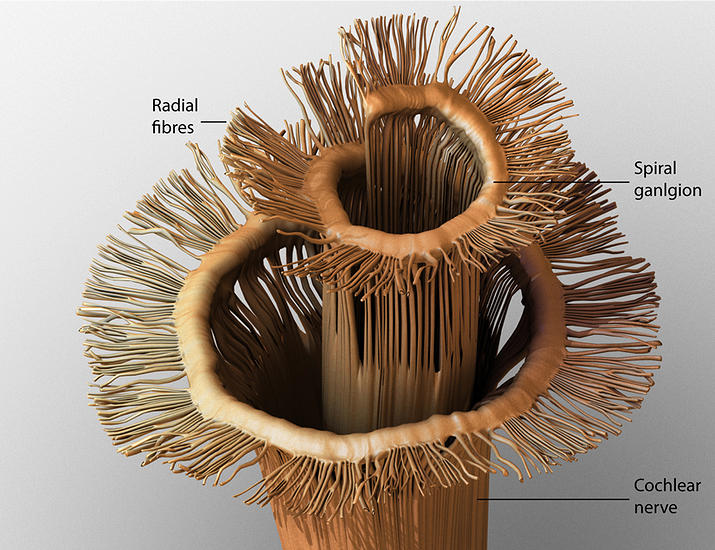 Radial
fibres
Spiral
ganlgion
Cochlear
nerve